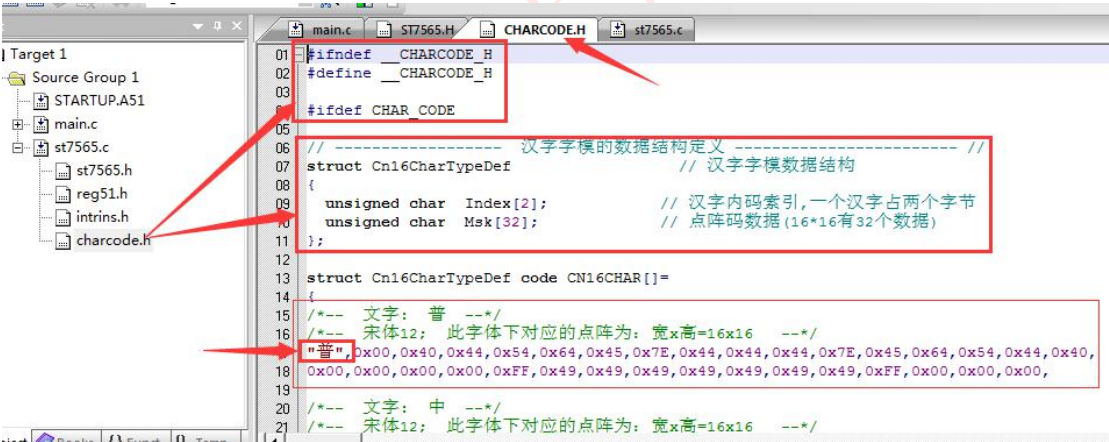 main.c
ST7565.H
CHARCODE.H
st7565.c
Target 1
Source Group 1
STARTUP.A51
main.c
st7565.c
st7565.h
reg51.h
intrins.h
charcode.h
01 #ifndef __CHARCODE_H
02 #define __CHARCODE_H
03
#ifdef CHAR_CODE
05
06 // ------------------ 汉字字模的数据结构定义 ------------------------ //
07 struct Cn16CharTypeDef // 汉字字模数据结构
08 {
09 unsigned char Index[2]; // 汉字内码索引,一个汉字占两个字节
10 unsigned char Msk[32]; // 点阵码数据(16*16有32个数据)
11 };
12
13 struct Cn16CharTypeDef code CN16CHAR[]=
14 {
15 /*-- 文字: 普 --*/
16 /*-- 宋体12; 此字体下对应的点阵为: 宽x高=16x16 --*/
"普",0x00,0x40,0x44,0x54,0x64,0x45,0x7E,0x44,0x44,0x44,0x7E,0x45,0x64,0x54,0x44,0x40,
18 0x00,0x00,0x00,0x00,0xFF,0x49,0x49,0x49,0x49,0x49,0x49,0xFF,0x00,0x00,0x00,
19
20 /*-- 文字: 中 --*/
21 /*-- 宋体12; 此字体下对应的点阵为: 宽x高=16x16 --*/